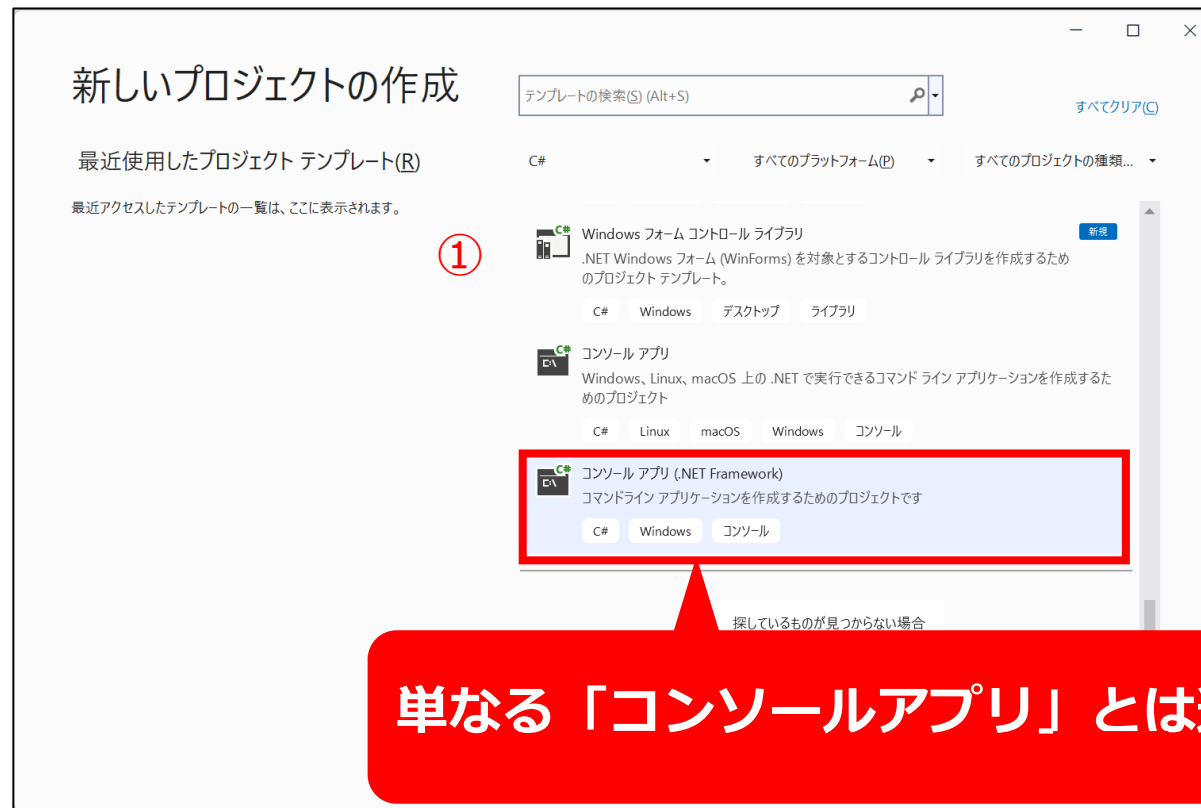 新しいプロジェクトの作成
テンプレートの検索(S) (Alt+S)
すべてクリア(C)
最近使用したプロジェクト テンプレート(R)
C# すべてのプラットフォーム(P) すべてのプロジェクトの種類...
最近アクセスしたテンプレートの一覧は、ここに表示されます。
①
C#
Windows フォーム コントロール ライブラリ
新規
.NET Windows フォーム (WinForms) を対象とするコントロール ライブラリを作成するため
のプロジェクト テンプレート。
C# Windows デスクトップ ライブラリ
C#
コンソール アプリ
Windows、Linux、macOS 上の .NET で実行できるコマンド ライン アプリケーションを作成するた
めのプロジェクト
C# Linux macOS Windows コンソール
C#
コンソール アプリ (.NET Framework)
コマンドライン アプリケーションを作成するためのプロジェクトです
C# Windows コンソール
探しているものが見つからない場合
単なる「コンソールアプリ」とは